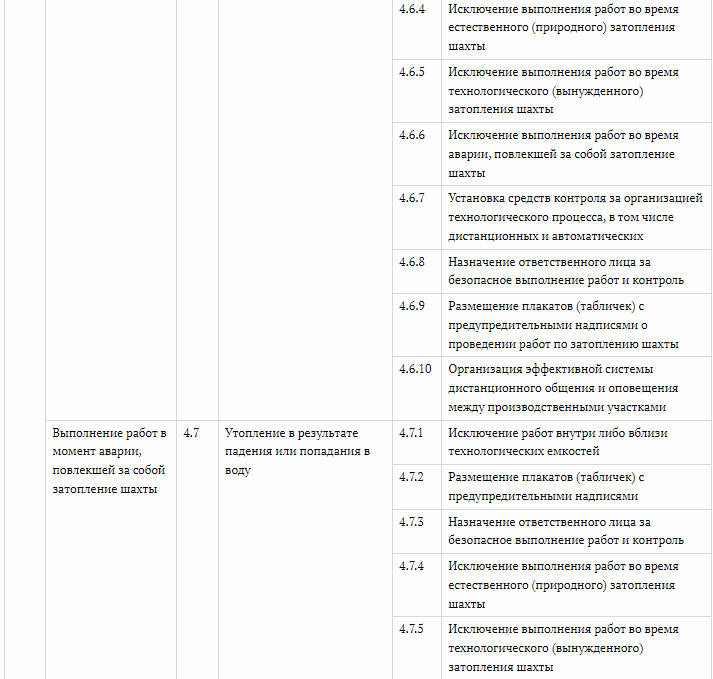 4.6.4 Исключение выполнения работ во время
естественного (природного) затопления
шахты
4.6.5 Исключение выполнения работ во время
технологического (вынужденного)
затопления шахты
4.6.6 Исключение выполнения работ во время
аварии, повлекшей за собой затопление
шахты
4.6.7 Установка средств контроля за организацией
технологического процесса, в том числе
дистанционных и автоматических
4.6.8 Назначение ответственного лица за
безопасное выполнение работ и контроль
4.6.9 Размещение плакатов (табличек) с
предупредительными надписями о
проведении работ по затоплению шахты
4.6.10 Организация эффективной системы
дистанционного общения и оповещения
между производственными участками
Выполнение работ в
момент аварии,
повлекшей за собой
затопление шахты
4.7 Утопление в результате
падения или попадания в
воду
4.7.1 Исключение работ внутри либо вблизи
технологических емкостей
4.7.2 Размещение плакатов (табличек) с
предупредительными надписями
4.7.3 Назначение ответственного лица за
безопасное выполнение работ и контроль
4.7.4 Исключение выполнения работ во время
естественного (природного) затопления
шахты
4.7.5 Исключение выполнения работ во время
технологического (вынужденного)
затопления шахты